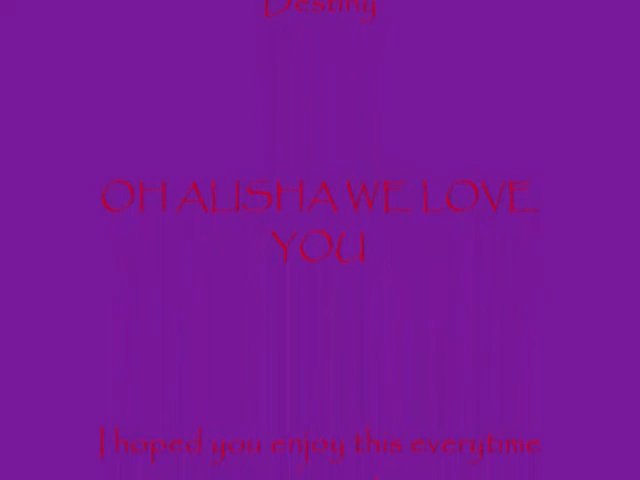 Destiny
OH ALISHA WE LOVE
YOU
I hoped you enjoy this everytime